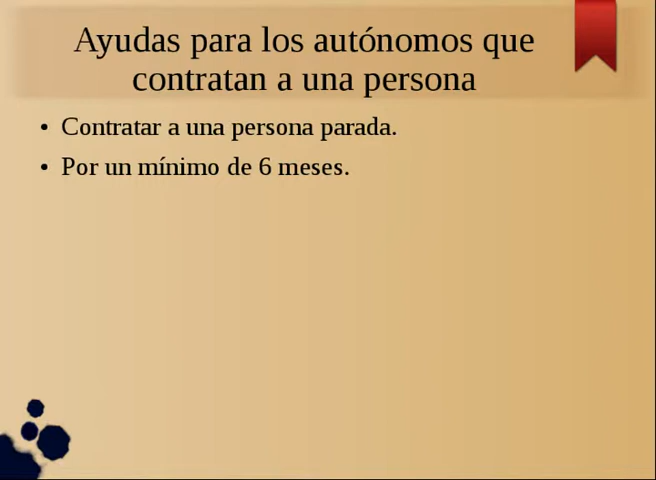 Ayudas para los autónomos que
contratan a una persona
• Contratar a una persona parada.
• Por un mínimo de 6 meses.